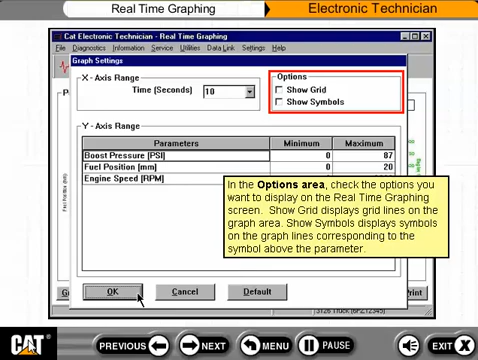 Real Time Graphing
Electronic Technician
Cat Electronic Technician - Real Time Graphing
File Diagnostics Information Service Utilities Data Link Settings Help
Graph Settings
X - Axis Range
Time (Seconds) 10
Options
Show Grid
Show Symbols
Y - Axis Range
Parameters Minimum Maximum
Boost Pressure [PSI] 0 87
Fuel Position [mm] 0 20
Engine Speed [RPM]
In the Options area, check the options you
want to display on the Real Time Graphing
screen. Show Grid displays grid lines on the
graph area. Show Symbols displays symbols
on the graph lines corresponding to the
symbol above the parameter.
OK Cancel Default
Print
3126 Truck (6PZ12345)
CAT PREVIOUS NEXT MENU PAUSE EXIT